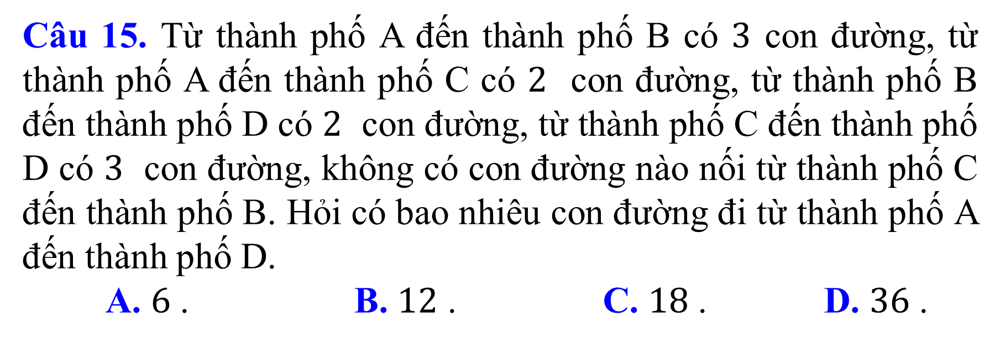 Câu 15. Từ thành phố A đến thành phố B có 3 con đường, từ
thành phố A đến thành phố C có 2 con đường, từ thành phố B
đến thành phố D có 2 con đường, từ thành phố C đến thành phố
D có 3 con đường, không có con đường nào nối từ thành phố C
đến thành phố B. Hỏi có bao nhiêu con đường đi từ thành phố A
đến thành phố D.
A. 6 . B. 12 . C. 18 . D. 36 .